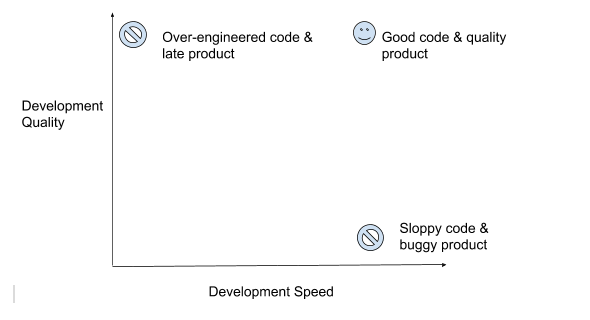 Over-engineered code &
late product
Good code & quality
product
Development
Quality
Sloppy code &
buggy product
Development Speed